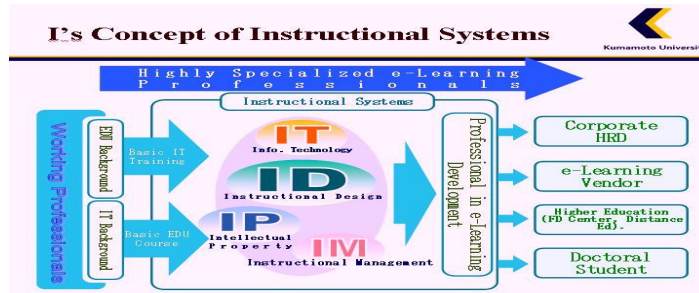 I's Concept of Instructional Systems
Kumamoto Universi
Highly Specialized e-Learning
Professionals
Instructional Systems
Working Professionals
EDU Background
Basic IT
Training
IT Background
Basic EDU
Course
IT
Info. Technology
ID
Instructional Design
IP
Intellectual
Property
IM
Instructional Management
Professional in e-Learning
Development
Corporate
HRD
e-Learning
Vendor
Higher Education
(FD Center, Distance
Ed).
Doctoral
Student